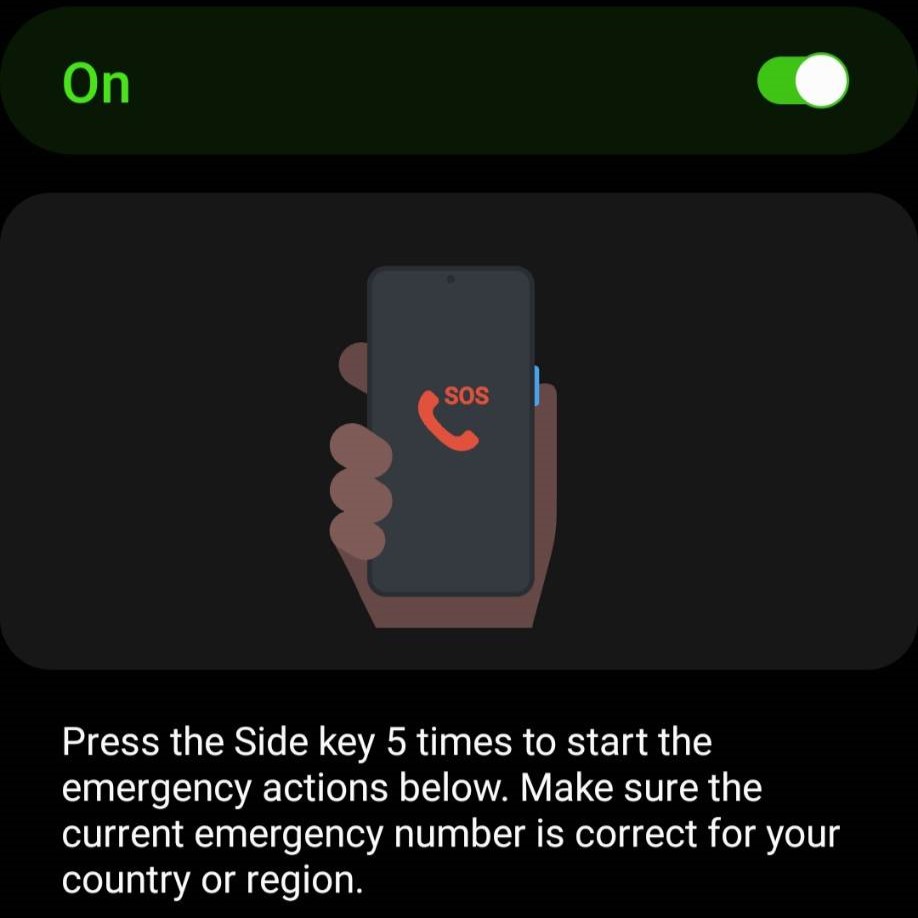 On
SOS
Press the Side key 5 times to start the
emergency actions below. Make sure the
current emergency number is correct for your
country or region.